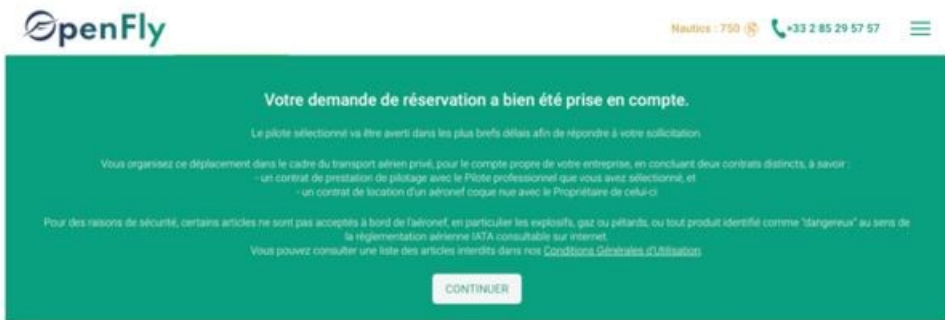 OpenFly
Nautics : 750 +33 2 85 29 57 57
Votre demande de réservation a bien été prise en compte.
Le pilote sélectionné va être averti dans les plus brefs délais afin de répondre à votre sollicitation
Vous organisez ce déplacement dans le cadre du transport aérien privé, pour le compte propre de votre entreprise, en concluant deux contrats distincts, à savoir :
- un contrat de prestation de pilotage avec le Pilote professionnel que vous avez sélectionné, et
- un contrat de location d'un aéronef coque nue avec le Propriétaire de celui-ci
Pour des raisons de sécurité, certains articles ne sont pas acceptés à bord de l'aéronef, en particulier les explosifs, gaz ou pétards, ou tout produit identifié comme "dangereux" au sens de
la réglementation aérienne IATA consultable sur internet.
Vous pouvez consulter une liste des articles interdits dans nos Conditions Générales d'Utilisation
CONTINUER